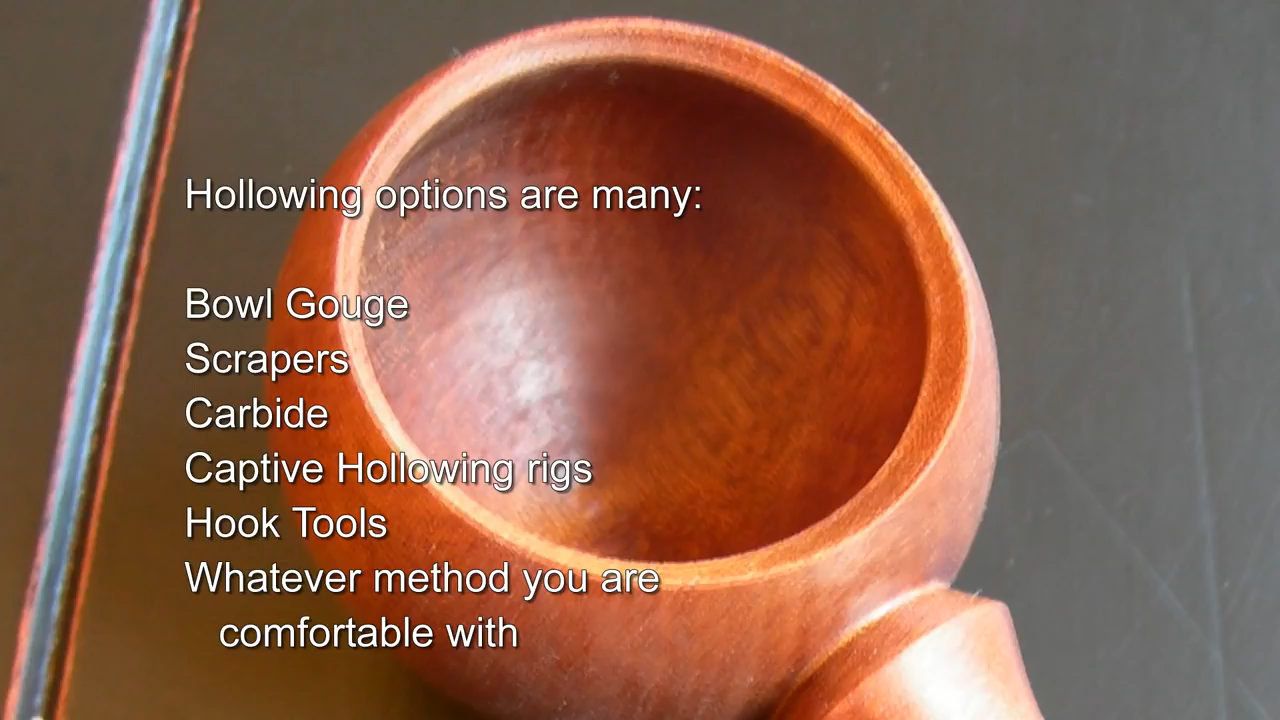 Hollowing options are many:
Bowl Gouge
Scrapers
Carbide
Captive Hollowing rigs
Hook Tools
Whatever method you are
comfortable with